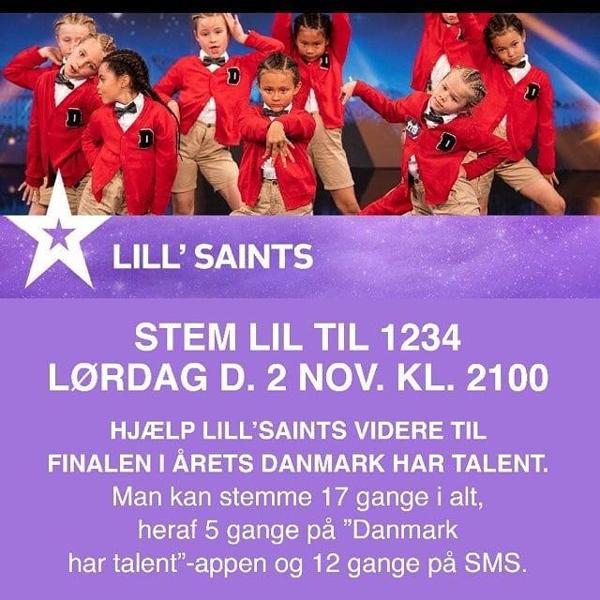 D D D D D D
LILL’ SAINTS
STEM LIL TIL 1234
LØRDAG D. 2 NOV. KL. 2100
HJÆLP LILL’SAINTS VIDERE TIL
FINALEN I ÅRETS DANMARK HAR TALENT.
Man kan stemme 17 gange i alt,
heraf 5 gange på ”Danmark
har talent”-appen og 12 gange på SMS.